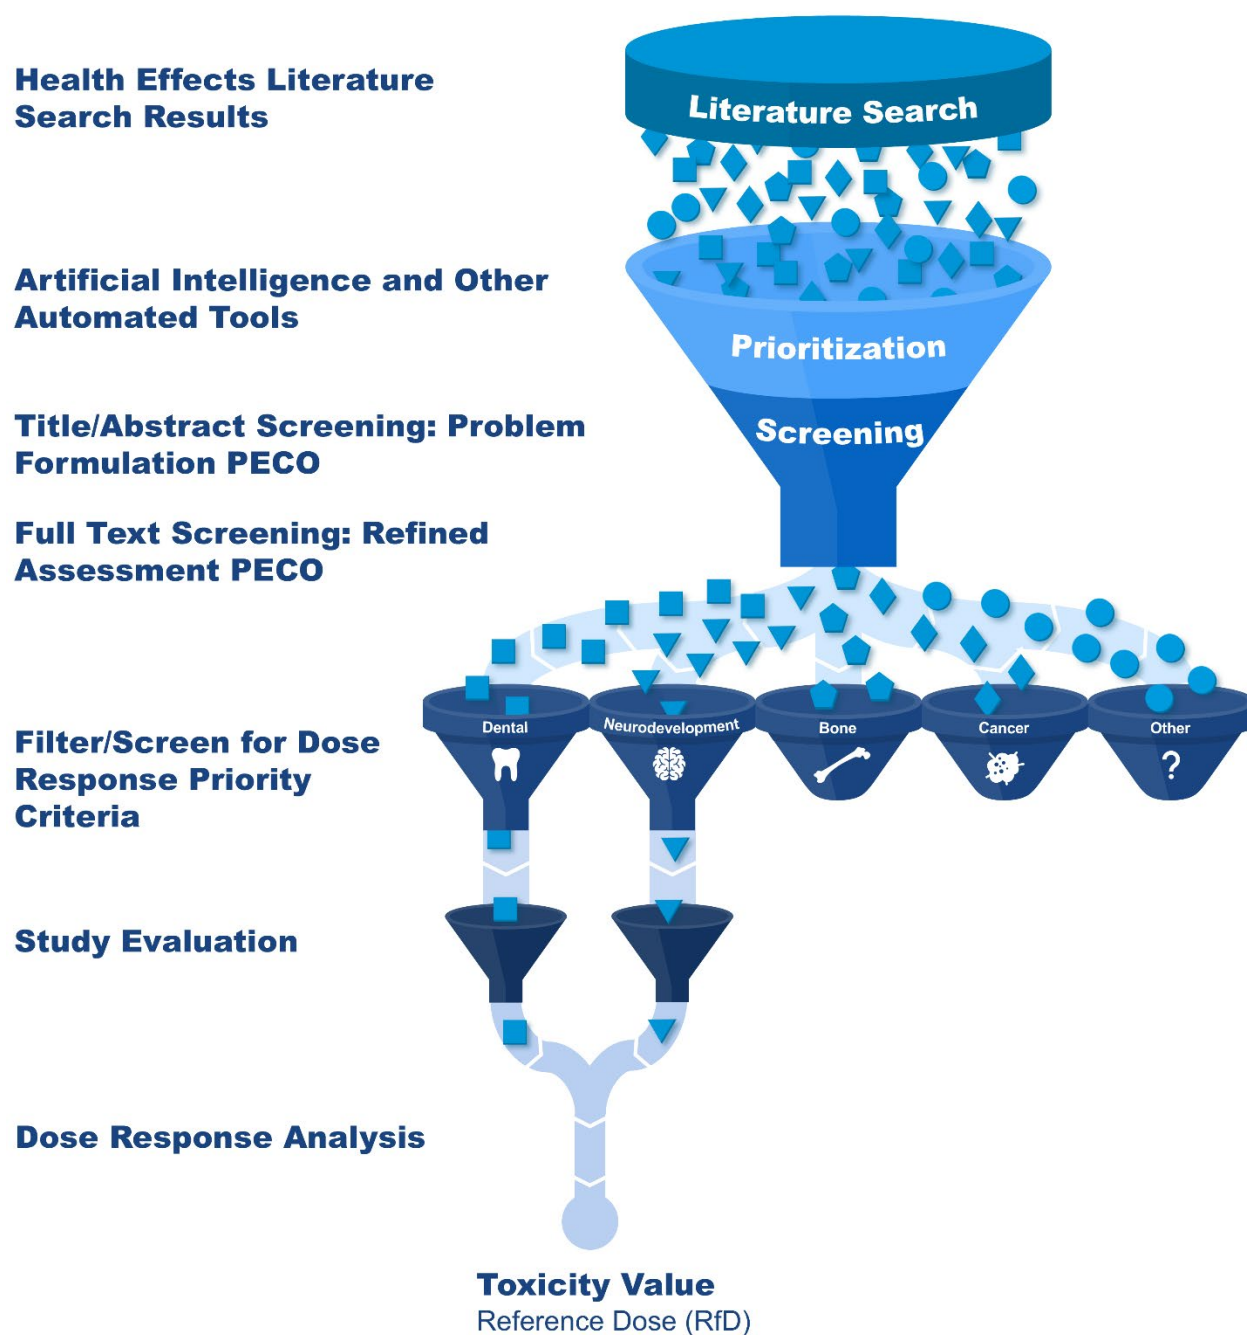 Health Effects Literature
Search Results
Literature Search
Artificial Intelligence and Other
Automated Tools
Prioritization
Title/Abstract Screening: Problem
Formulation PECO
Screening
Full Text Screening: Refined
Assessment PECO
Dental
Neurodevelopment
Bone
Cancer
Other
?
Filter/Screen for Dose
Response Priority
Criteria
Study Evaluation
Dose Response Analysis
Toxicity Value
Reference Dose (RfD)